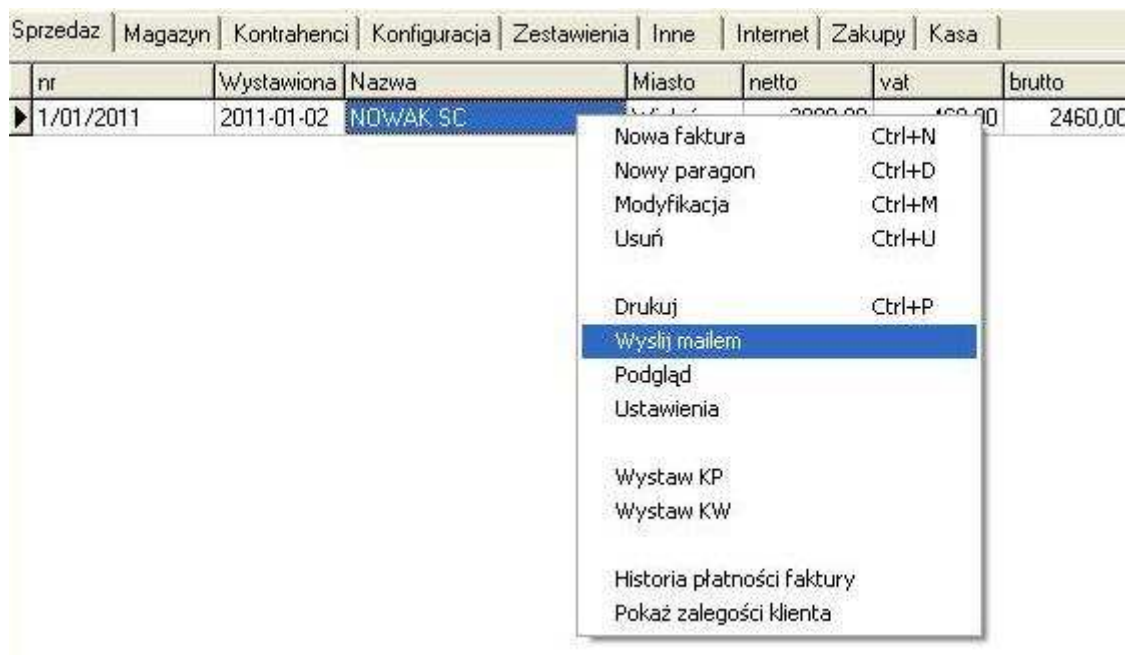 Sprzedaz Magazyn Kontrahenci Konfiguracja Zestawienia Inne Internet Zakupy Kasa
nr Wystawiona Nazwa Miasto netto vat brutto
1/01/2011 2011-01-02 NOWAK SC 2460,00
Nowa faktura Ctrl+N
Nowy paragon Ctrl+D
Modyfikacja Ctrl+M
Usuń Ctrl+U
Drukuj Ctrl+P
Wyslij mailem
Podgląd
Ustawienia
Wystaw KP
Wystaw KW
Historia płatności faktury
Pokaż zalegości klienta